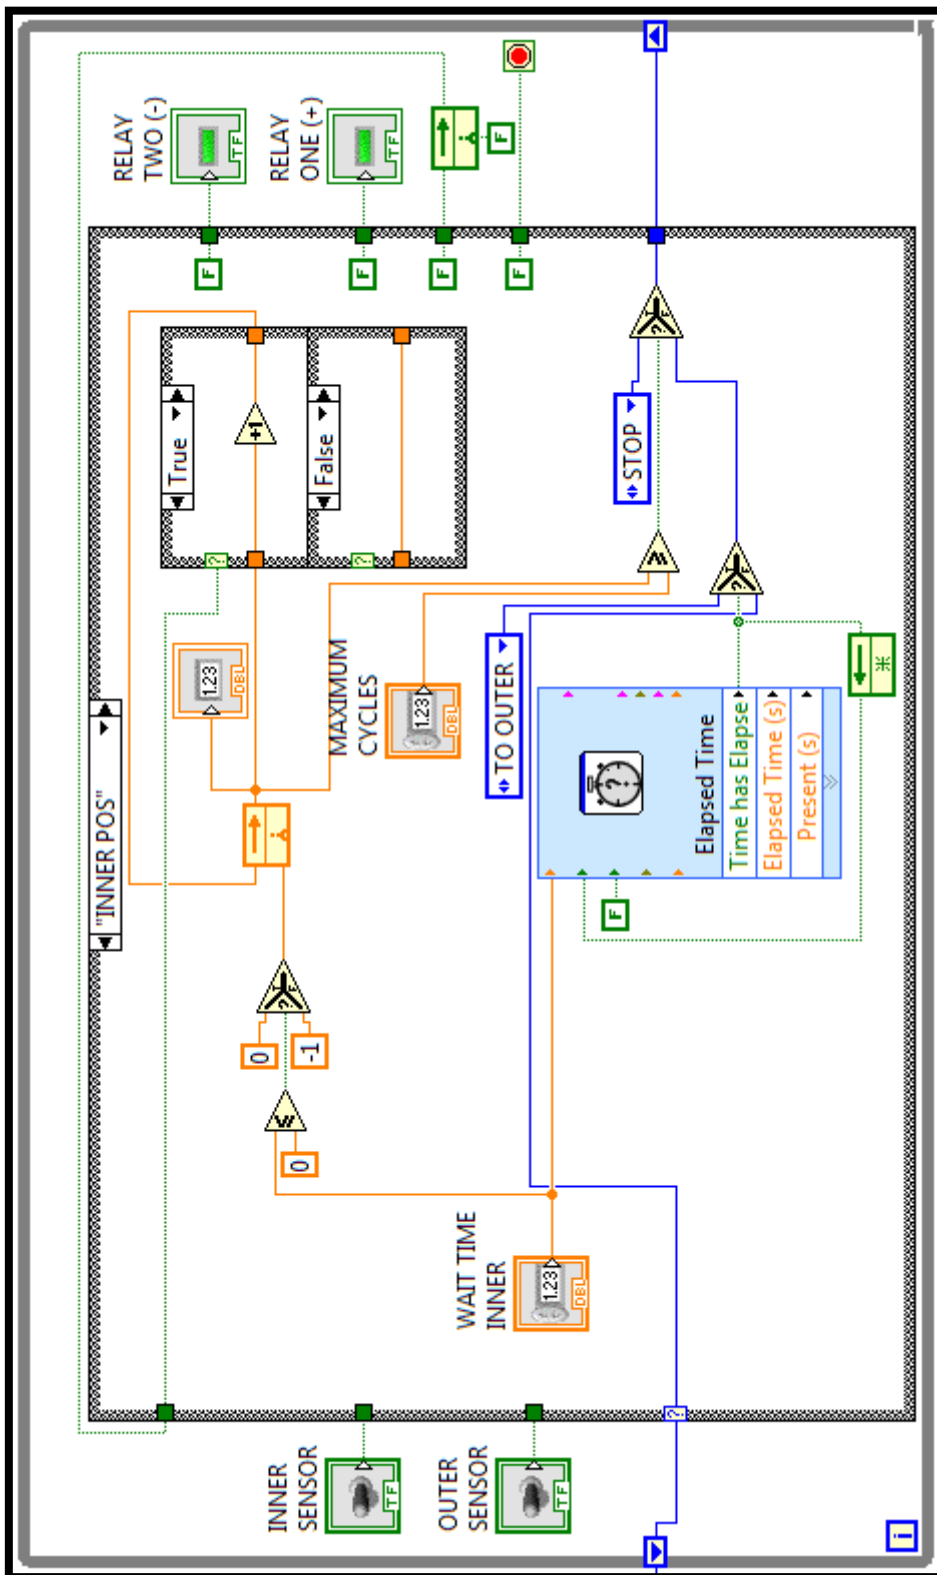 "INNER POS"
RELAY
TWO (-)
TF
F
True
1.23
DBL
+1
0
-1
0
INNER
SENSOR
TF
RELAY
ONE (+)
TF
F
False
MAXIMUM
CYCLES
1.23
DBL
OUTER
SENSOR
TF
F
F
F
WAIT TIME
INNER
1.23
DBL
TO OUTER
STOP
F
?
Elapsed Time
Time has Elapse
Elapsed Time (s)
Present (s)
i